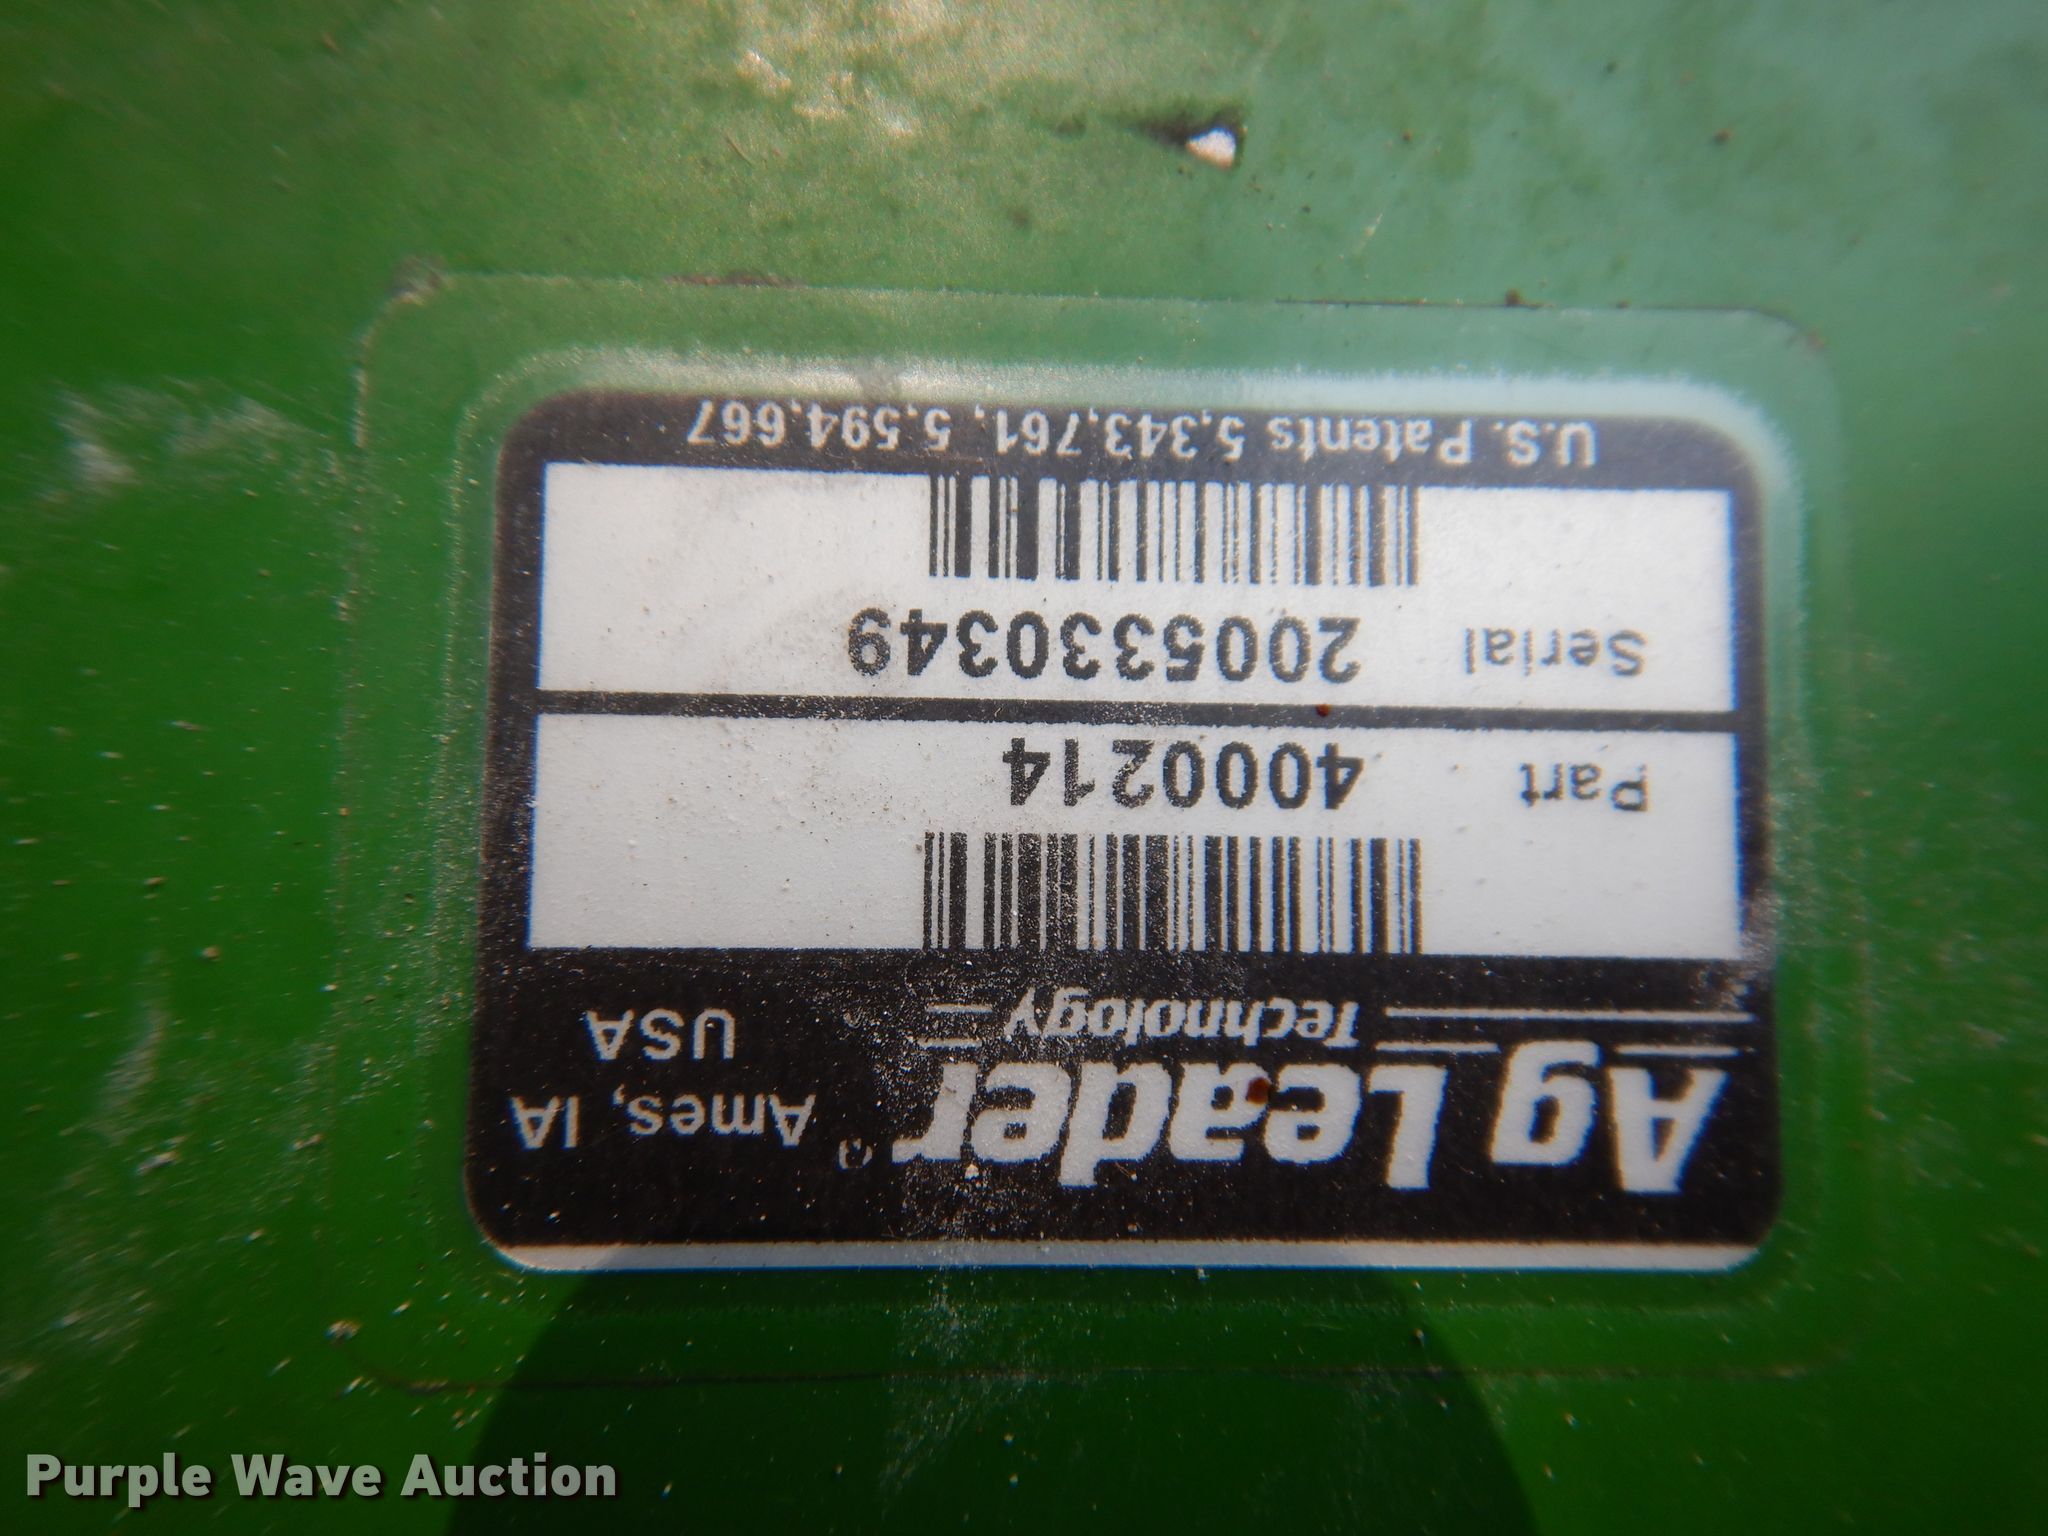 Ag Leader®
Technology
Ames, IA
USA
Part 4000214
Serial 2005330349
U.S. Patents 5,343,761, 5,594,667
Purple Wave Auction